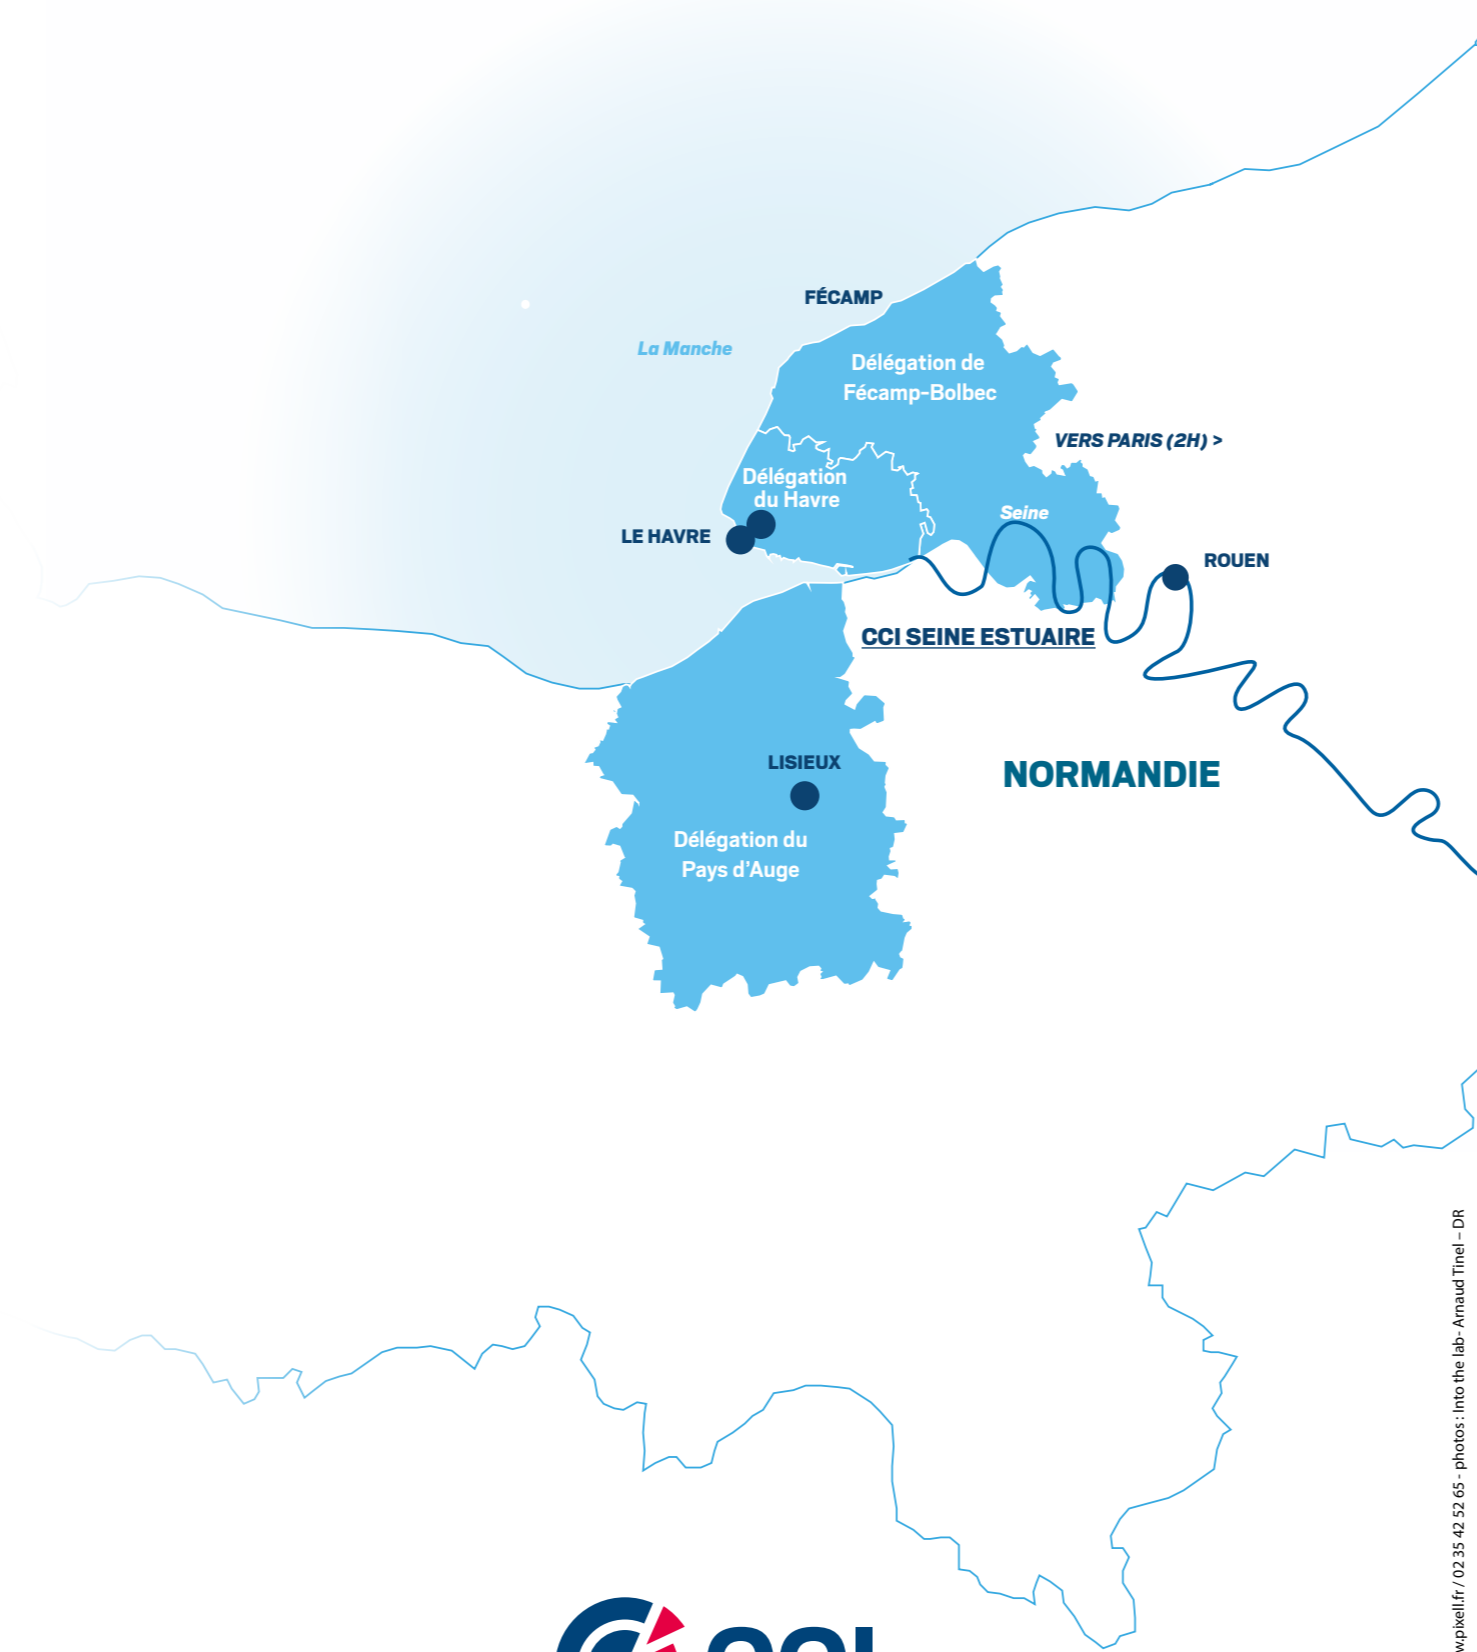 FÉCAMP
La Manche
Délégation de
Fécamp-Bolbec
VERS PARIS (2H) >
Délégation
du Havre
Seine
LE HAVRE
ROUEN
CCI SEINE ESTUAIRE
LISIEUX
NORMANDIE
Délégation du
Pays d'Auge
w.pixell.fr / 02 35 42 52 65 - photos : Into the lab- Arnaud Tinel – DR
CCI